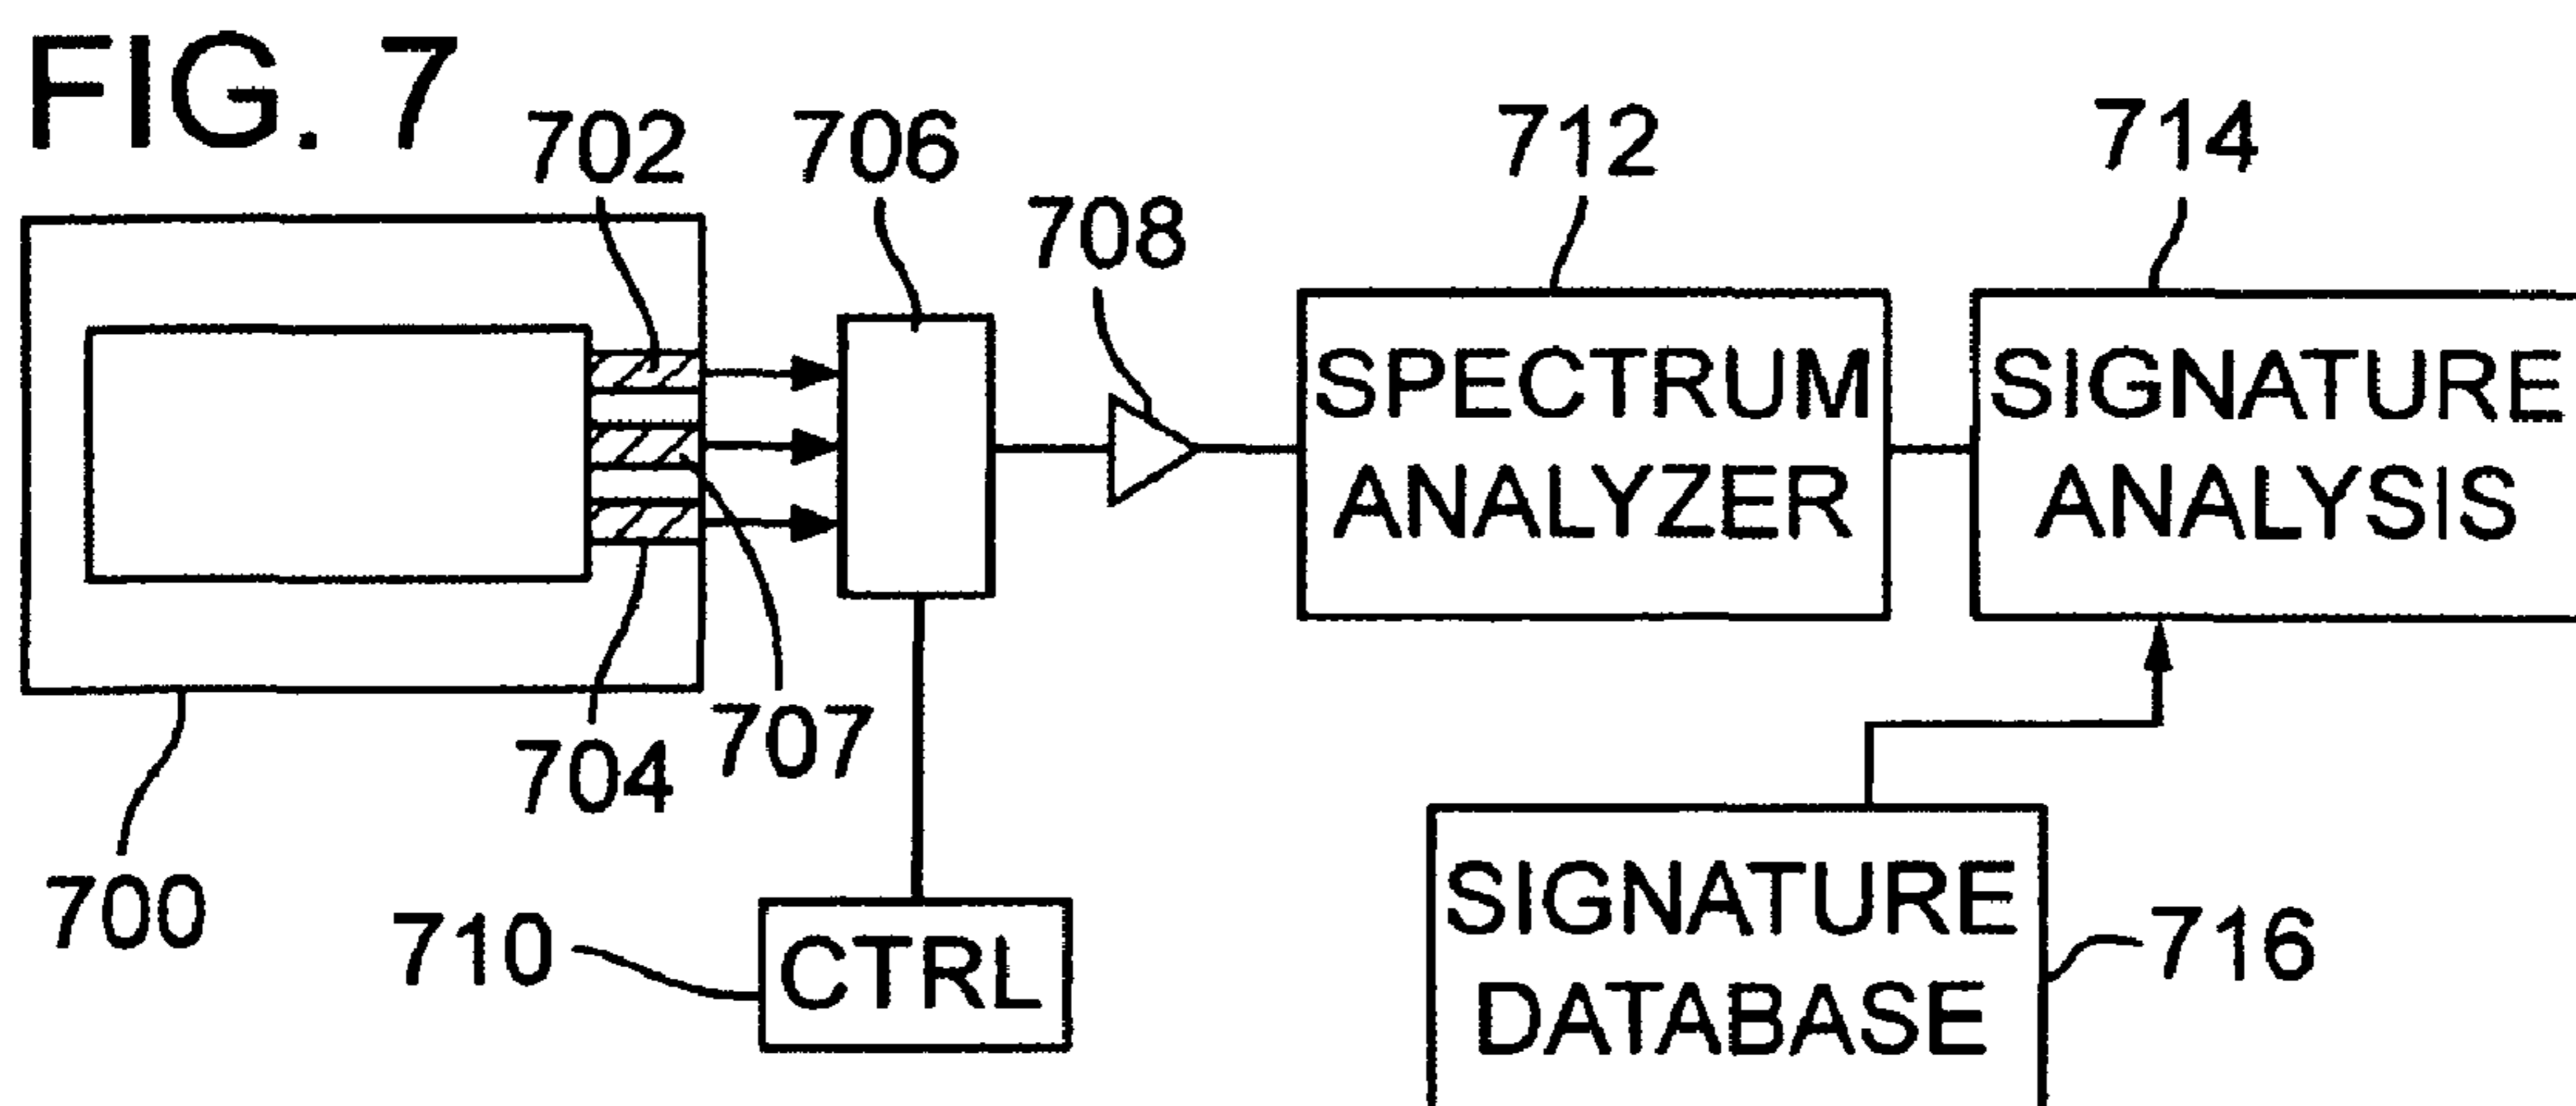 FIG. 7
702
706
708
712
714
SPECTRUM
ANALYZER
SIGNATURE
ANALYSIS
700
704
707
710
CTRL
SIGNATURE
DATABASE
716